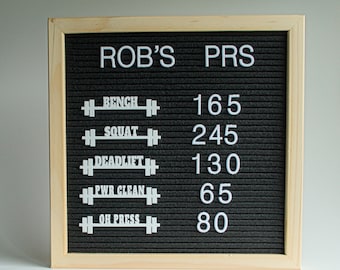 ROB'S PRS
BENCH 165
SQUAT 245
DEADLIFT 130
PWR CLEAN 65
OH PRESS 80